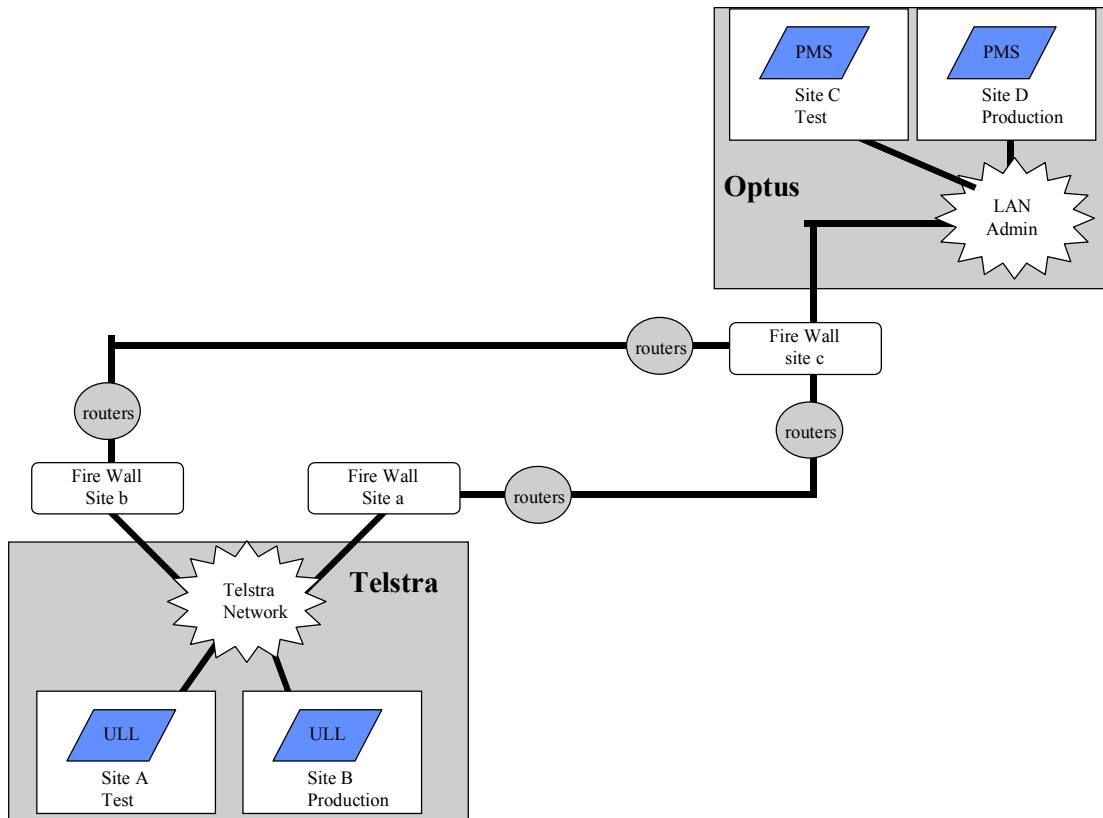 PMS
Site C
Test
PMS
Site D
Production
Optus
LAN
Admin
routers
Fire Wall
site c
routers
routers
Fire Wall
Site b
Fire Wall
Site a
routers
Telstra
Network
Telstra
ULL
Site A
Test
ULL
Site B
Production